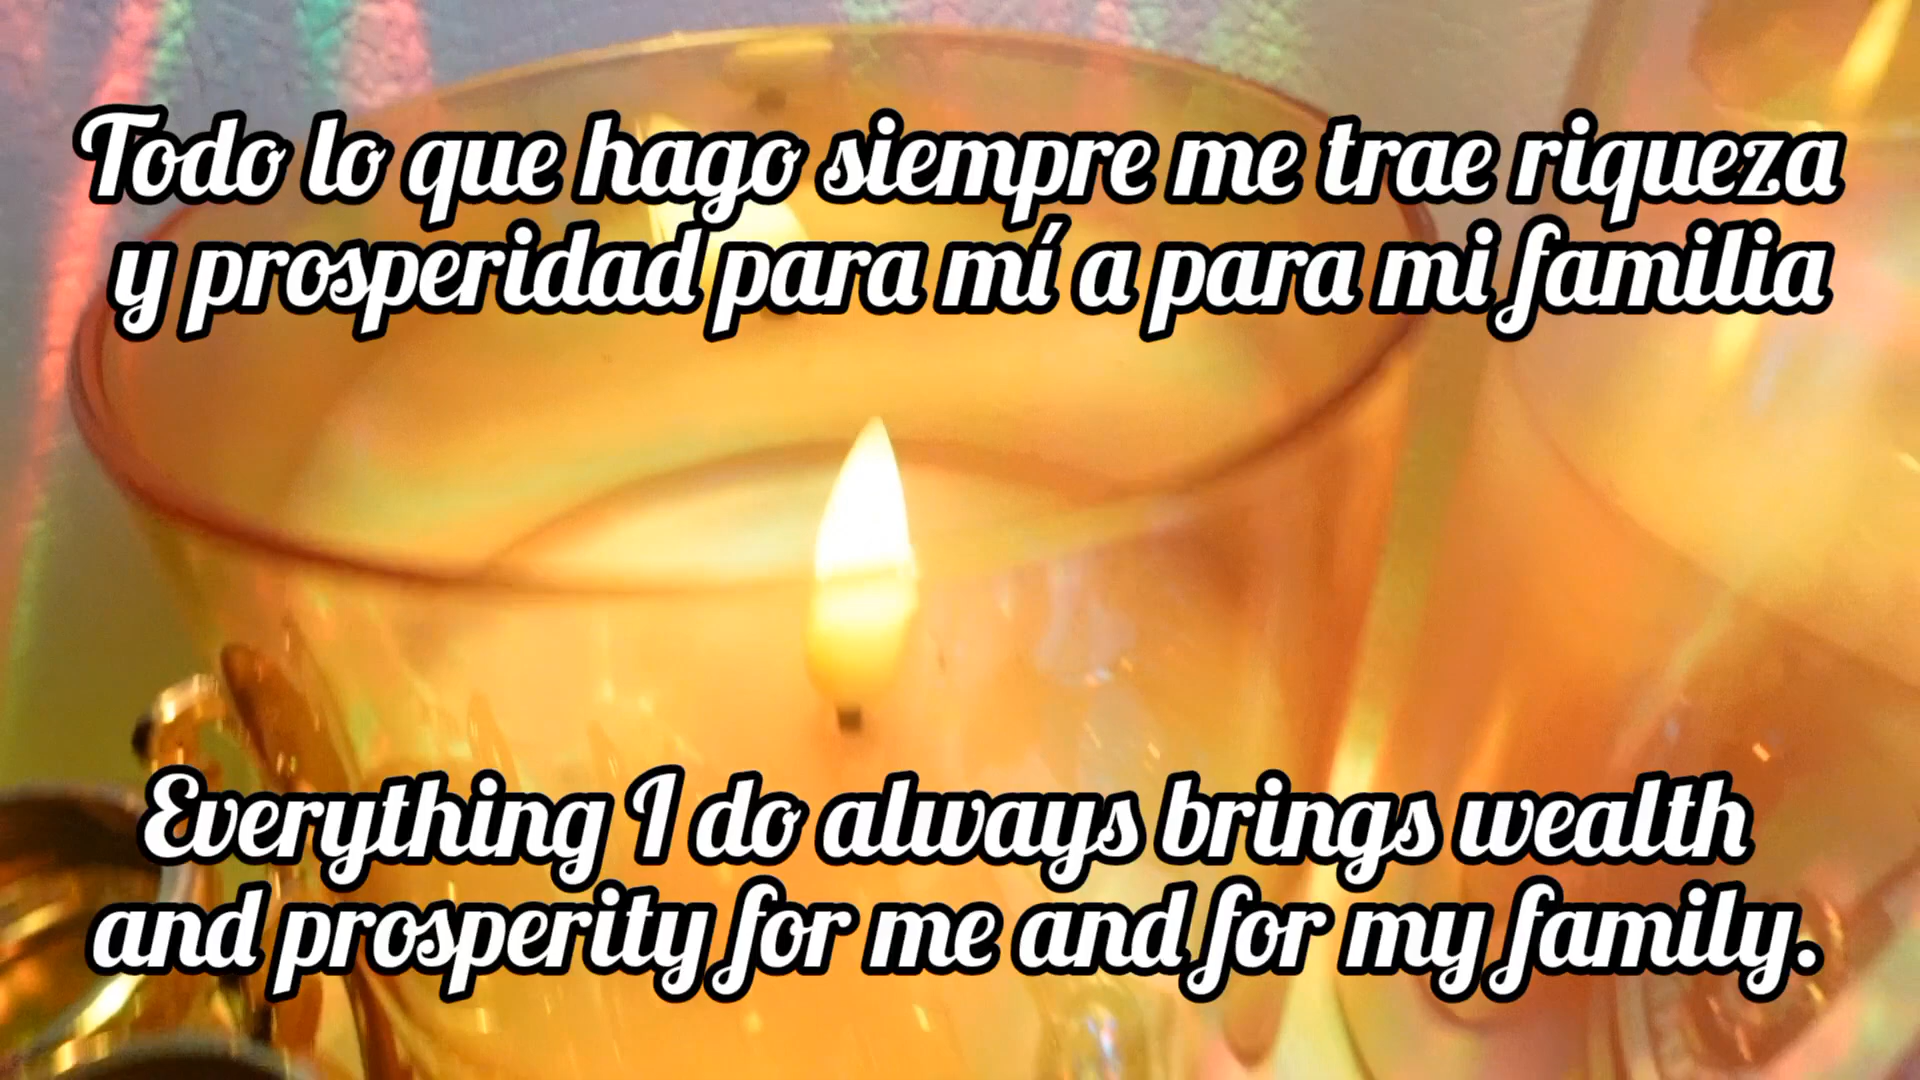 Todo lo que hago siempre me trae riqueza
y prosperidad para mí a para mi familia
Everything I do always brings wealth
and prosperity for me and for my family.